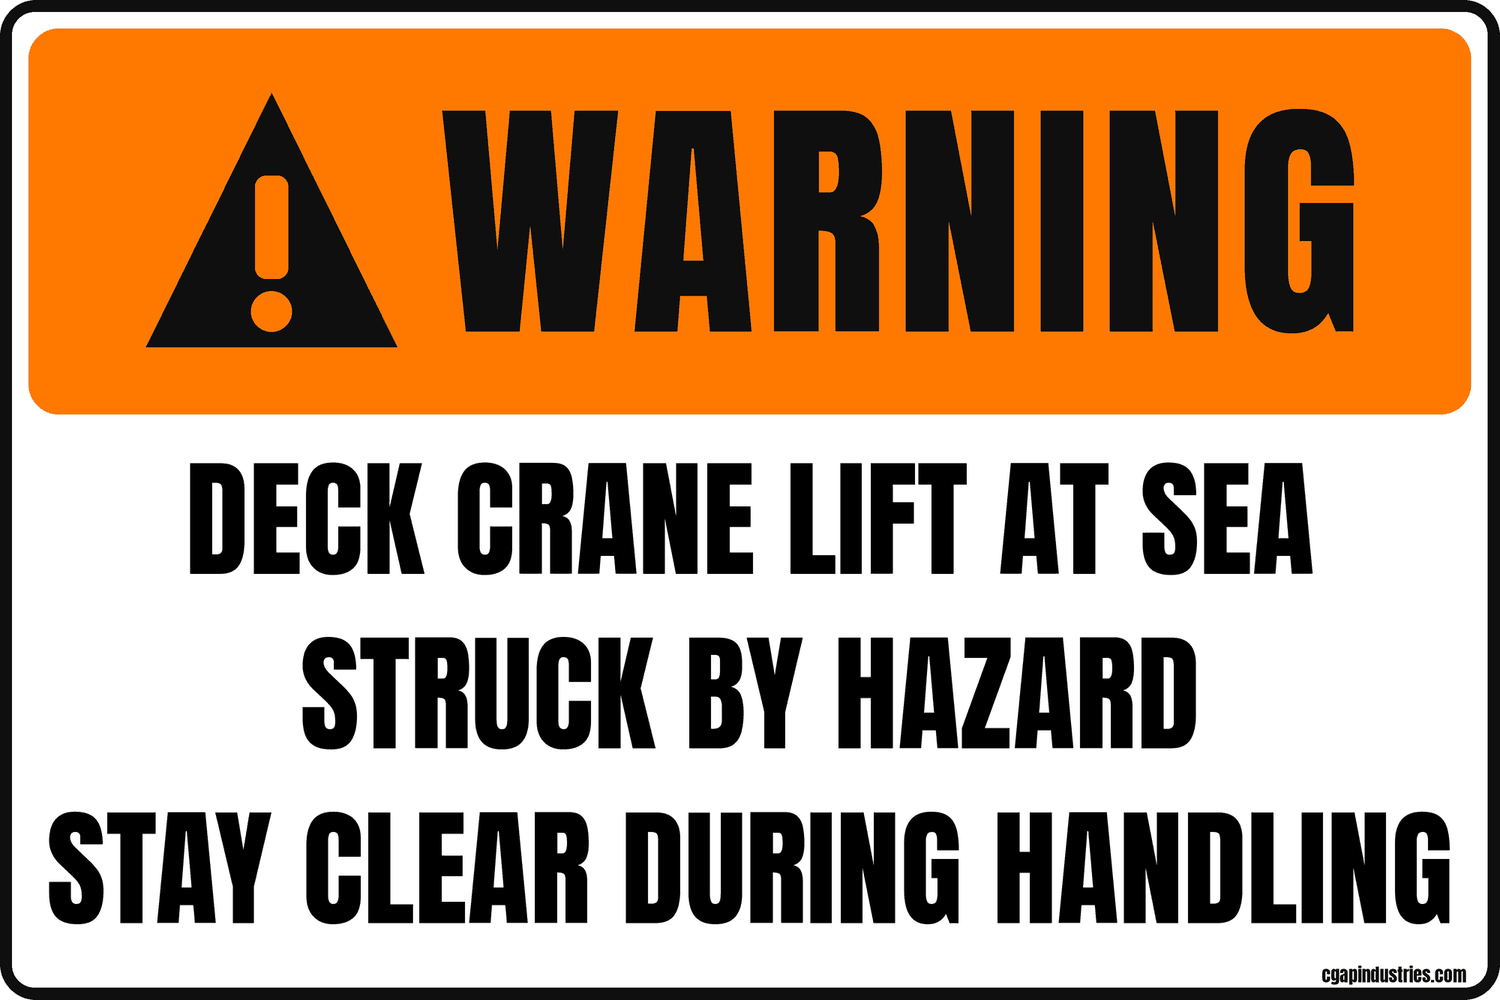 WARNING
DECK CRANE LIFT AT SEA
STRUCK BY HAZARD
STAY CLEAR DURING HANDLING
cgapindustries.com